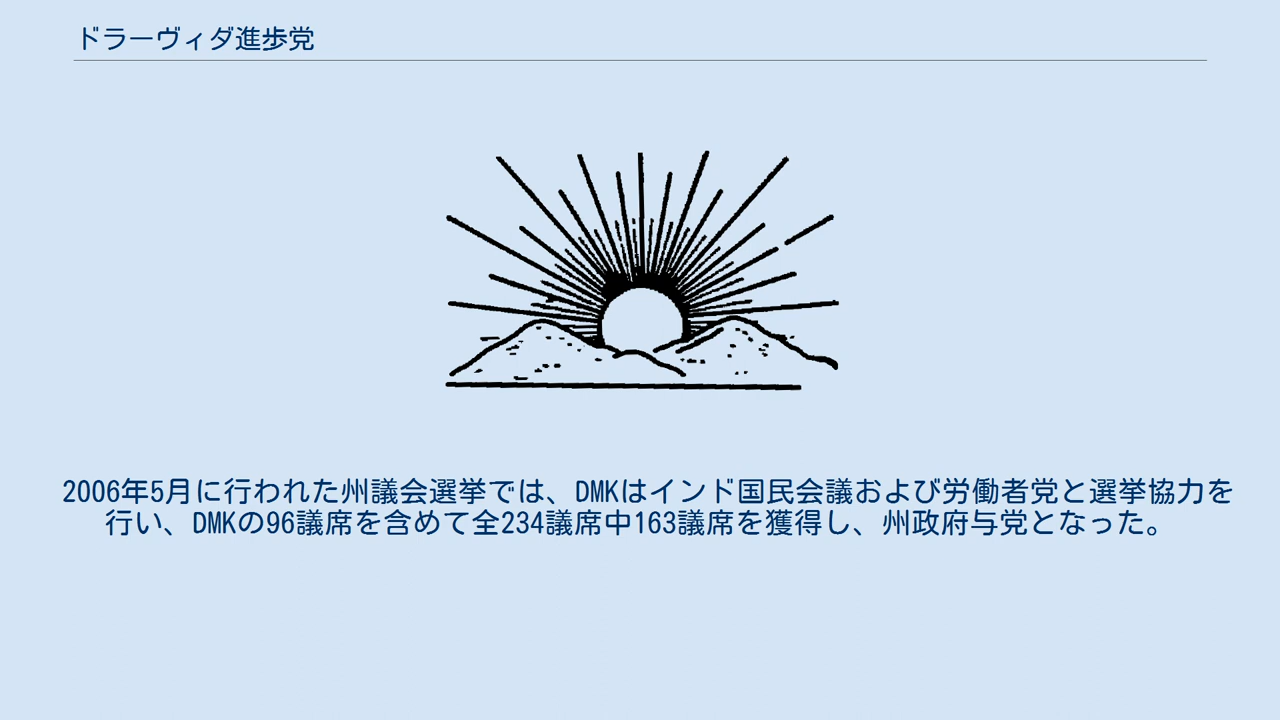 ドラーヴィダ進歩党
2006年5月に行われた州議会選挙では、DMKはインド国民会議および労働者党と選挙協力を
行い、DMKの96議席を含めて全234議席中163議席を獲得し、州政府与党となった。